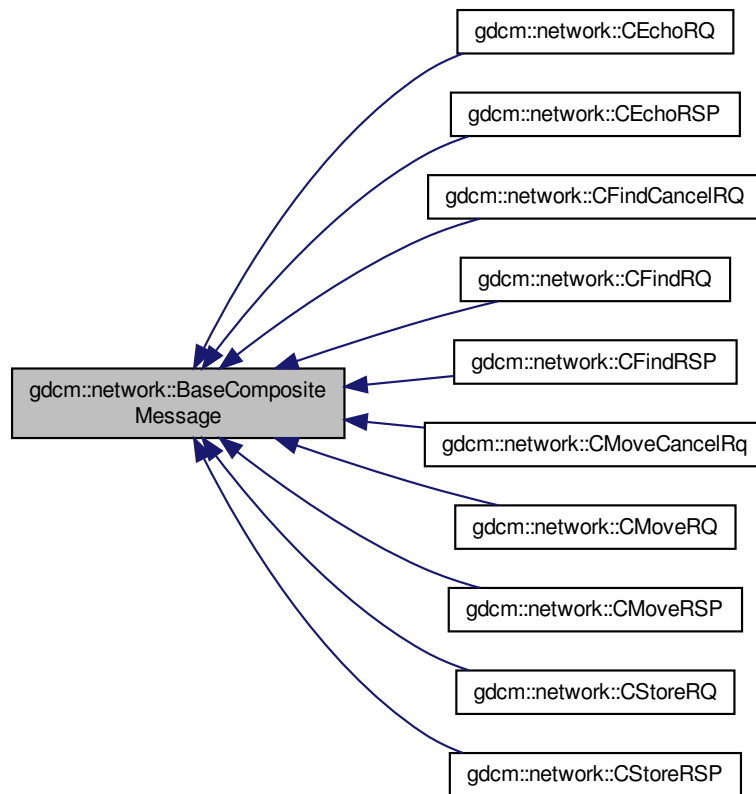 gdcm::network::CEchoRQ
gdcm::network::CEchoRSP
gdcm::network::CFindCancelRQ
gdcm::network::CFindRQ
gdcm::network::BaseComposite
Message
gdcm::network::CFindRSP
gdcm::network::CMoveCancelRq
gdcm::network::CMoveRQ
gdcm::network::CMoveRSP
gdcm::network::CStoreRQ
gdcm::network::CStoreRSP